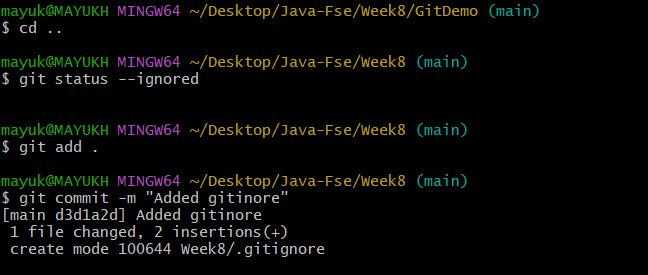 mayuk@MAYUKH MINGW64 ~/Desktop/Java-Fse/Week8/GitDemo (main)
$ cd ..
mayuk@MAYUKH MINGW64 ~/Desktop/Java-Fse/Week8 (main)
$ git status --ignored
mayuk@MAYUKH MINGW64 ~/Desktop/Java-Fse/Week8 (main)
$ git add .
mayuk@MAYUKH MINGW64 ~/Desktop/Java-Fse/Week8 (main)
$ git commit -m "Added gitinore"
[main d3d1a2d] Added gitinore
 1 file changed, 2 insertions(+)
 create mode 100644 Week8/.gitignore